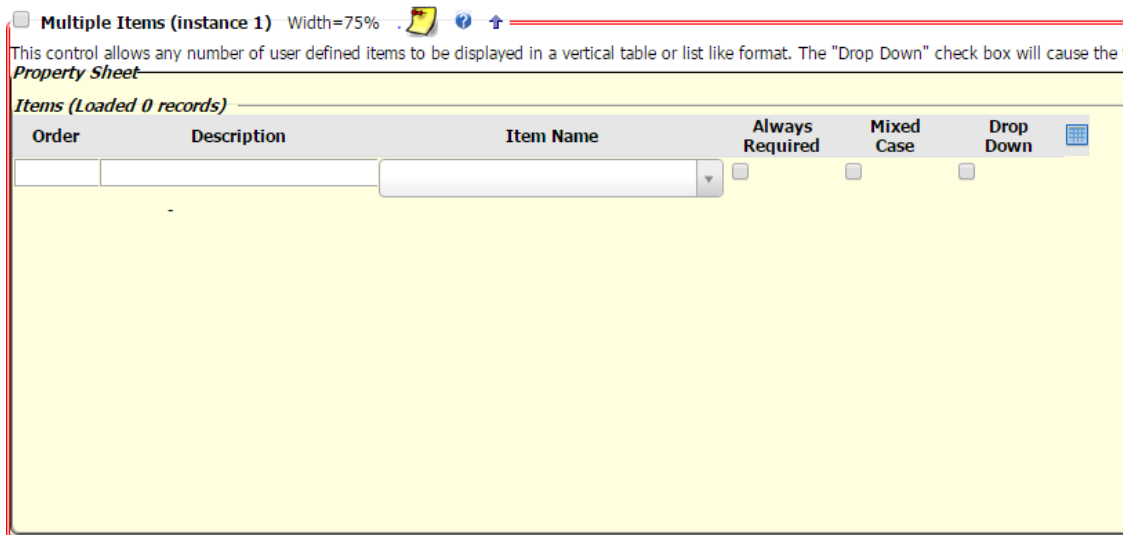 Multiple Items (instance 1) Width=75% .
This control allows any number of user defined items to be displayed in a vertical table or list like format. The "Drop Down" check box will cause the
Property Sheet
Items (Loaded 0 records)
Order Description Item Name Always Required Mixed Case Drop Down
-